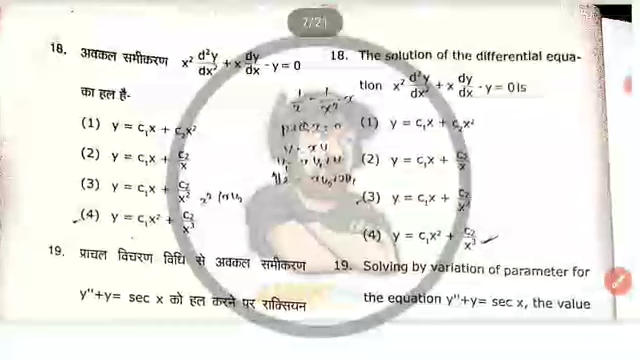 7/21
18. अवकल समीकरण x² d²y/dx² + x dy/dx - y = 0
का हल है-
(1) y = c₁x + c₂x²
(2) y = c₁x + c₂/x
(3) y = c₁x + c₂/x²
(4) y = c₁x² + c₂/x³
19. प्राचल विचरण विधि से अवकल समीकरण
y"+y= sec x को हल करने पर राँक्सियन
18. The solution of the differential equa-
tion x² d²y/dx² + x dy/dx - y = 0 is
(1) y = c₁x + c₂x²
(2) y = c₁x + c₂/x
(3) y = c₁x + c₂/x²
(4) y = c₁x² + c₂/x³
19. Solving by variation of parameter for
the equation y"+y= sec x, the value